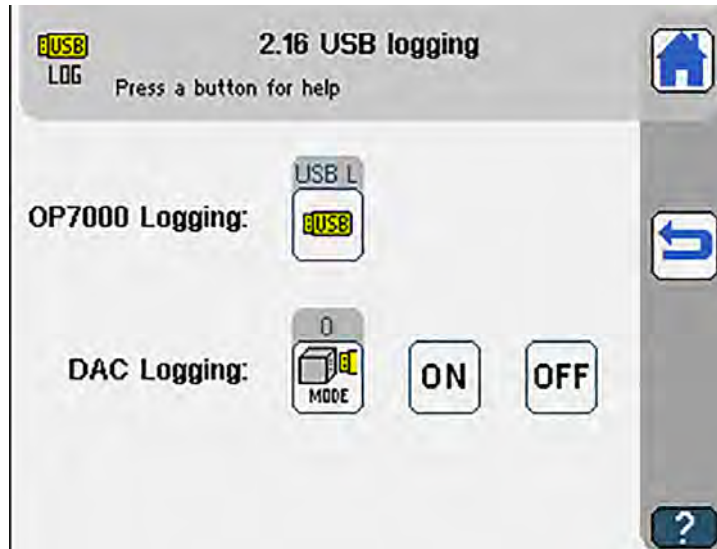 USB
LOG
2.16 USB logging
Press a button for help
USB L
OP7000 Logging:
USB
0
DAC Logging:
MODE
ON
OFF
?